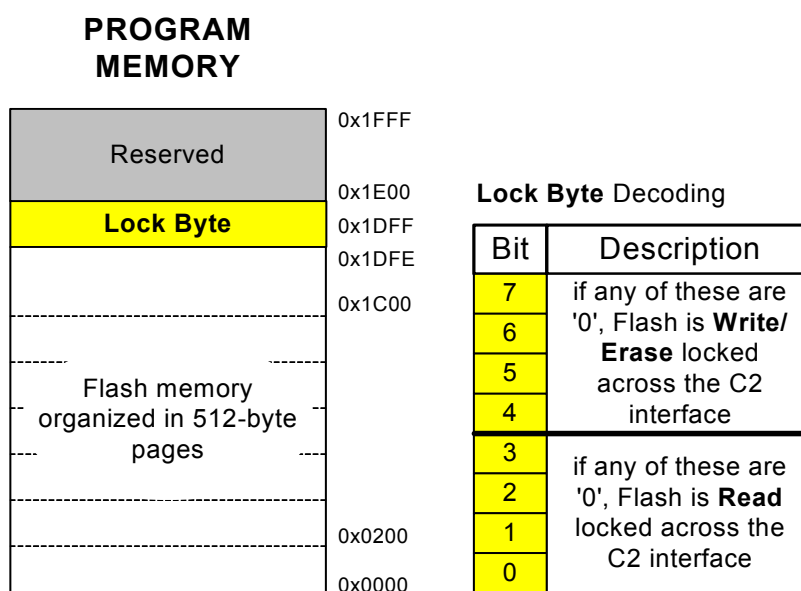 PROGRAM
MEMORY
0x1FFF
Reserved
0x1E00
Lock Byte
0x1DFF
0x1DFE
0x1C00
Flash memory
organized in 512-byte
pages
0x0200
0x0000
Lock Byte Decoding
Bit Description
7
6
5
4
if any of these are
'0', Flash is Write/
Erase locked
across the C2
interface
3
2
1
0
if any of these are
'0', Flash is Read
locked across the
C2 interface